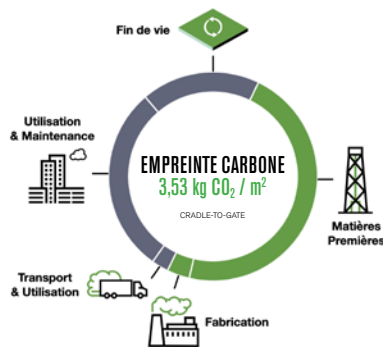 Fin de vie
Utilisation
& Maintenance
EMPREINTE CARBONE
3,53 kg CO₂ / m²
CRADLE-TO-GATE
Matières
Premières
Transport
& Utilisation
Fabrication